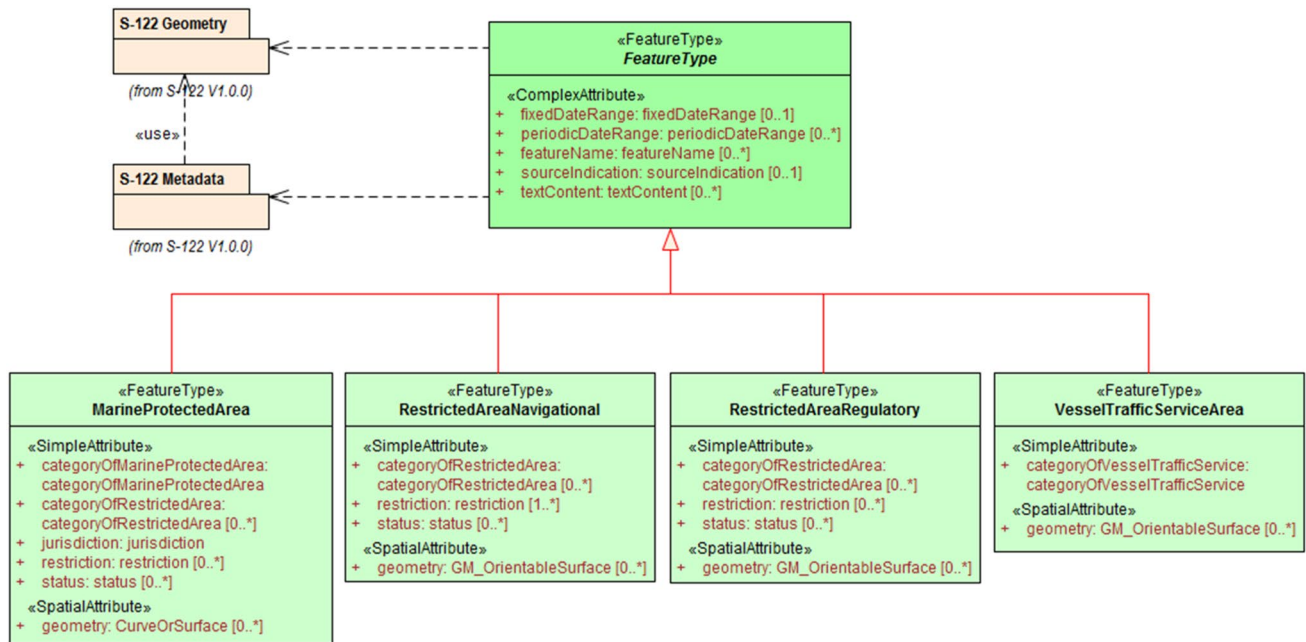 S-122 Geometry
(from S-122 V1.0.0)
«use»
S-122 Metadata
(from S-122 V1.0.0)
«FeatureType»
FeatureType
«ComplexAttribute»
+ fixedDateRange: fixedDateRange [0..1]
+ periodicDateRange: periodicDateRange [0..*]
+ featureName: featureName [0..*]
+ sourceIndication: sourceIndication [0..1]
+ textContent: textContent [0..*]
«FeatureType»
MarineProtectedArea
«SimpleAttribute»
+ categoryOfMarineProtectedArea:
categoryOfMarineProtectedArea
+ categoryOfRestrictedArea:
categoryOfRestrictedArea [0..*]
+ jurisdiction: jurisdiction
+ restriction: restriction [0..*]
+ status: status [0..*]
«SpatialAttribute»
+ geometry: CurveOrSurface [0..*]
«FeatureType»
RestrictedAreaNavigational
«SimpleAttribute»
+ categoryOfRestrictedArea:
categoryOfRestrictedArea [0..*]
+ restriction: restriction [1..*]
+ status: status [0..*]
«SpatialAttribute»
+ geometry: GM_OrientableSurface [0..*]
«FeatureType»
RestrictedAreaRegulatory
«SimpleAttribute»
+ categoryOfRestrictedArea:
categoryOfRestrictedArea [0..*]
+ restriction: restriction [0..*]
+ status: status [0..*]
«SpatialAttribute»
+ geometry: GM_OrientableSurface [0..*]
«FeatureType»
VesselTrafficServiceArea
«SimpleAttribute»
+ categoryOfVesselTrafficService:
categoryOfVesselTrafficService
«SpatialAttribute»
+ geometry: GM_OrientableSurface [0..*]